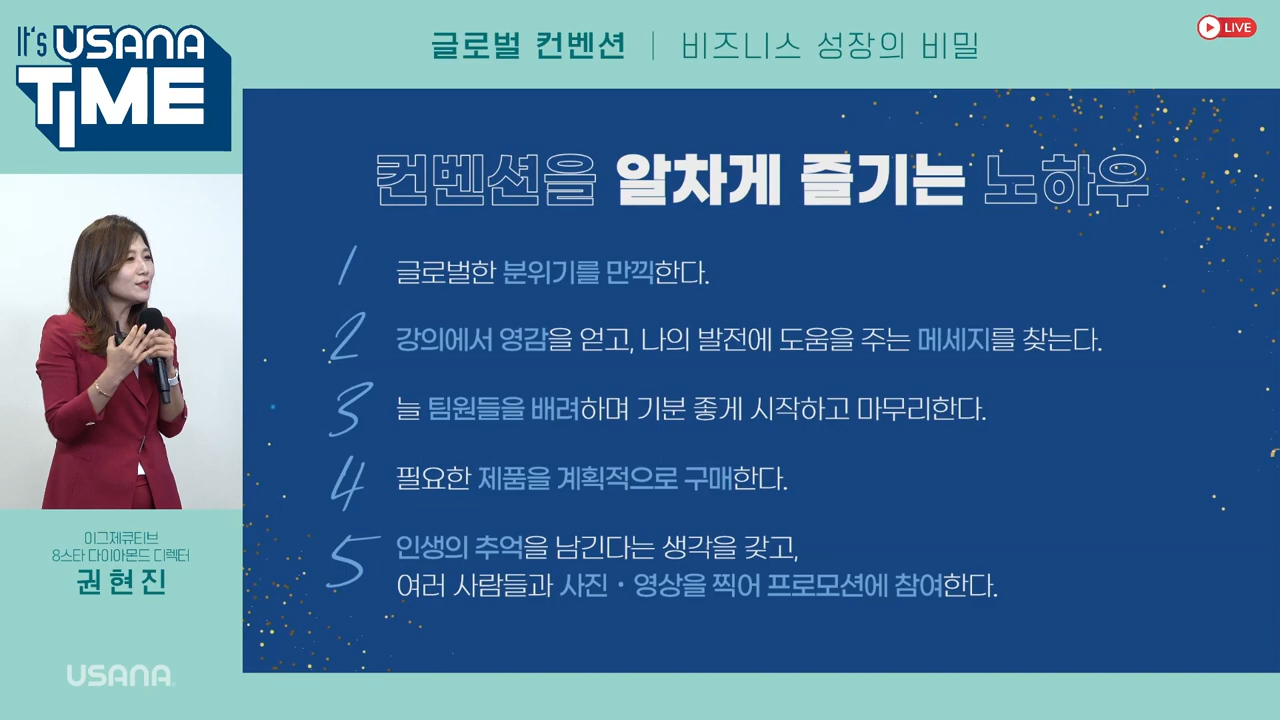 It's USANA
TIME
글로벌 컨벤션 | 비즈니스 성장의 비밀
LIVE
컨벤션을 알차게 즐기는 노하우
1 글로벌한 분위기를 만끽한다.
2 강의에서 영감을 얻고, 나의 발전에 도움을 주는 메세지를 찾는다.
3 늘 팀원들을 배려하며 기분 좋게 시작하고 마무리한다.
4 필요한 제품을 계획적으로 구매한다.
5 인생의 추억을 남긴다는 생각을 갖고,
여러 사람들과 사진·영상을 찍어 프로모션에 참여한다.
이그제큐티브
8스타 다이아몬드 디렉터
권현진
USANA